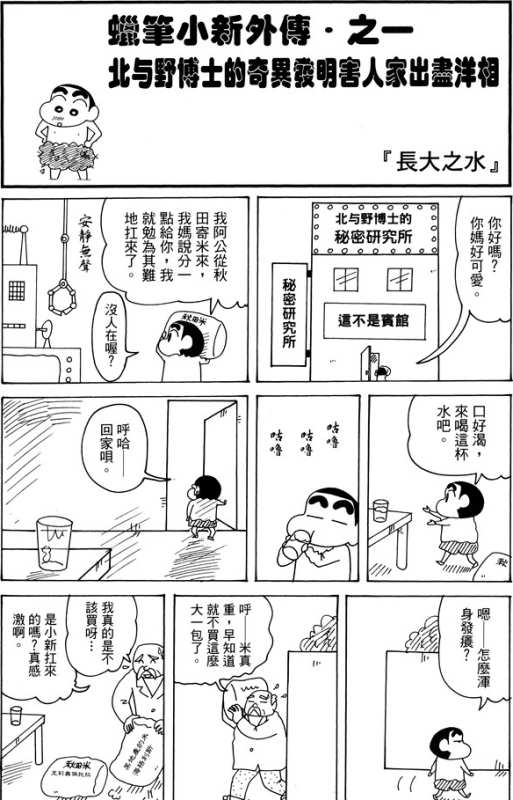 蠟筆小新外傳・之一
北与野博士的奇異發明害人家出盡洋相
『長大之水』
你好嗎？
你媽好可愛。
北与野博士的
秘密研究所
秘密研究所
這不是賓館
我阿公從秋
田寄米來，
我媽說分一
點給你，我
就勉為其難
地扛來了。
秋田米
沒人在喔？
安靜無聲
口好渴，
來喝這杯
水吧。
秋
咕嚕
咕嚕
咕嚕
呼哈——
回家唄。
嗯 怎麼渾
身發癢？
呼 米真
重，早知道
就不買這麼
大一包了。
我真的是不
該買呀…
某地產的米
是小新扛來
的嗎？真感
激啊。
秋田米